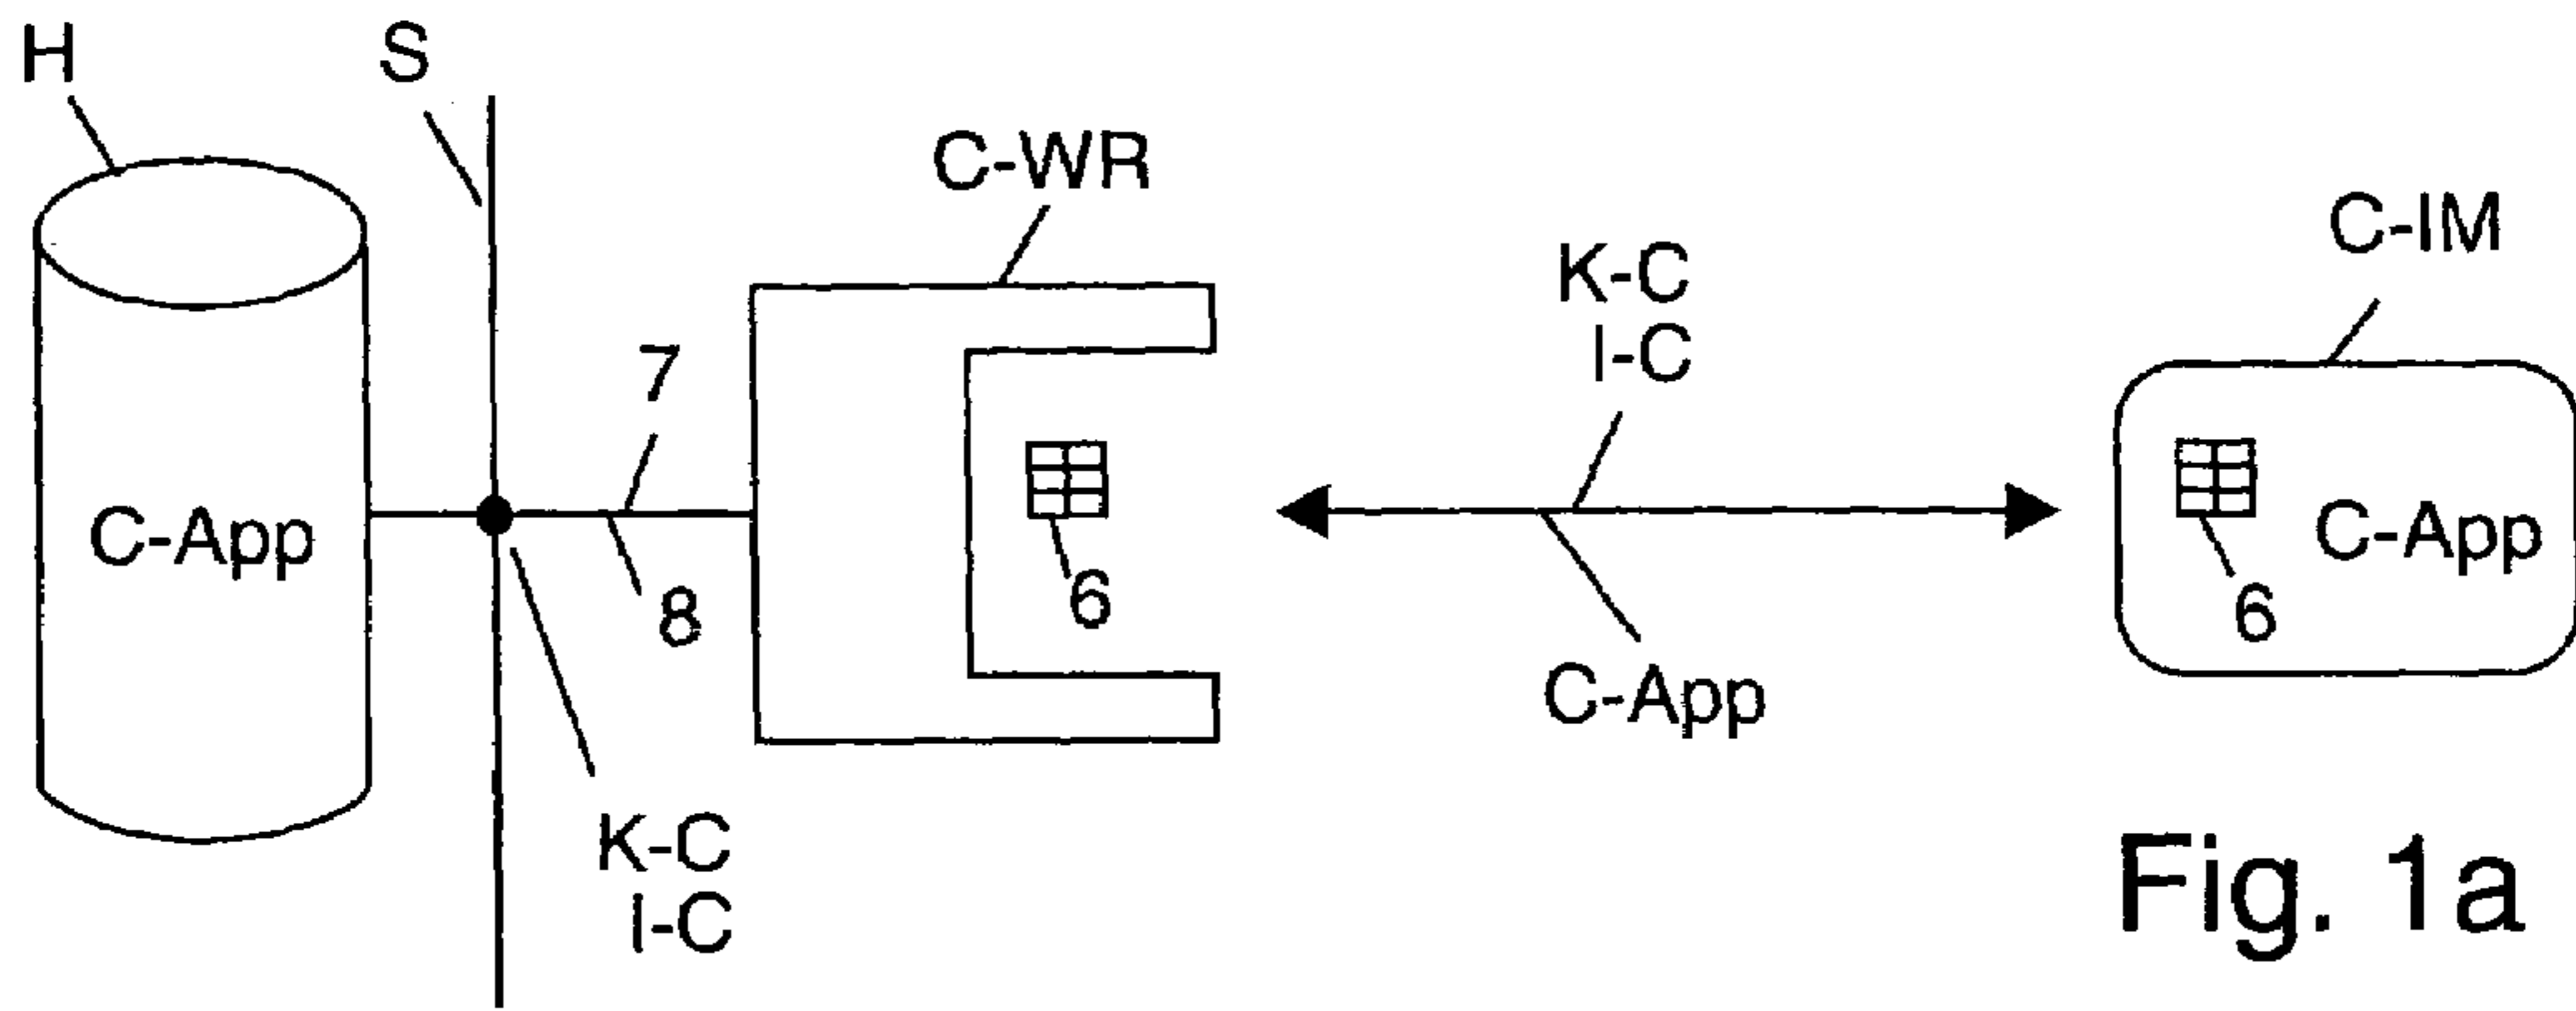 H
S
C-WR
C-IM
K-C
I-C
7
C-App
8
6
C-App
C-App
6
K-C
I-C
Fig. 1a